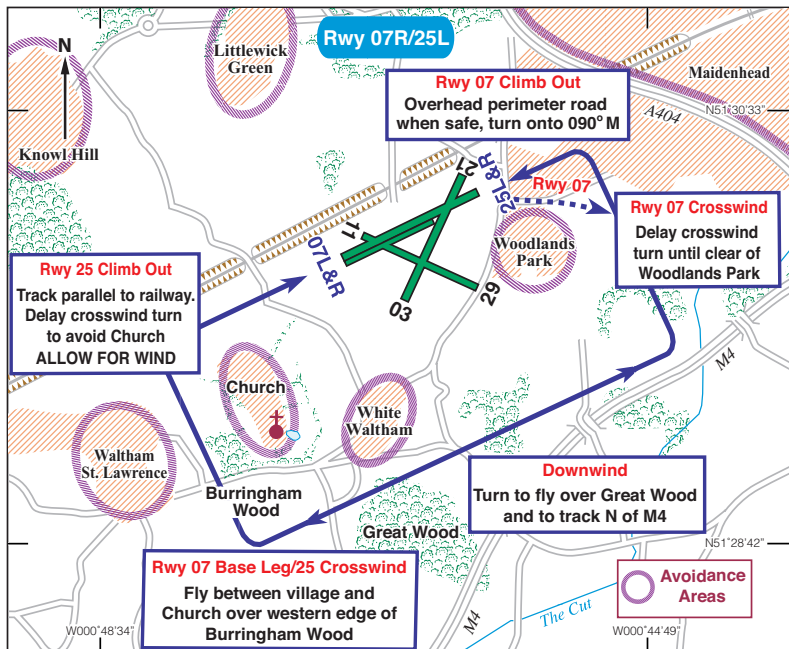 Rwy 07R/25L
Littlewick
Green
N
Knowl Hill
Maidenhead
N51°30'33"
A404
Rwy 07 Climb Out
Overhead perimeter road
when safe, turn onto 090°M
21
25L&R
Rwy 07
11
07L&R
29
03
Woodlands
Park
Rwy 07 Crosswind
Delay crosswind
turn until clear of
Woodlands Park
Rwy 25 Climb Out
Track parallel to railway.
Delay crosswind turn
to avoid Church
ALLOW FOR WIND
Church
White
Waltham
M4
Waltham
St. Lawrence
Burringham
Wood
Great Wood
Downwind
Turn to fly over Great Wood
and to track N of M4
N51°28'42"
Rwy 07 Base Leg/25 Crosswind
Fly between village and
Church over western edge of
Burringham Wood
Avoidance
Areas
The Cut
M4
W000°48'34"
W000°44'49"